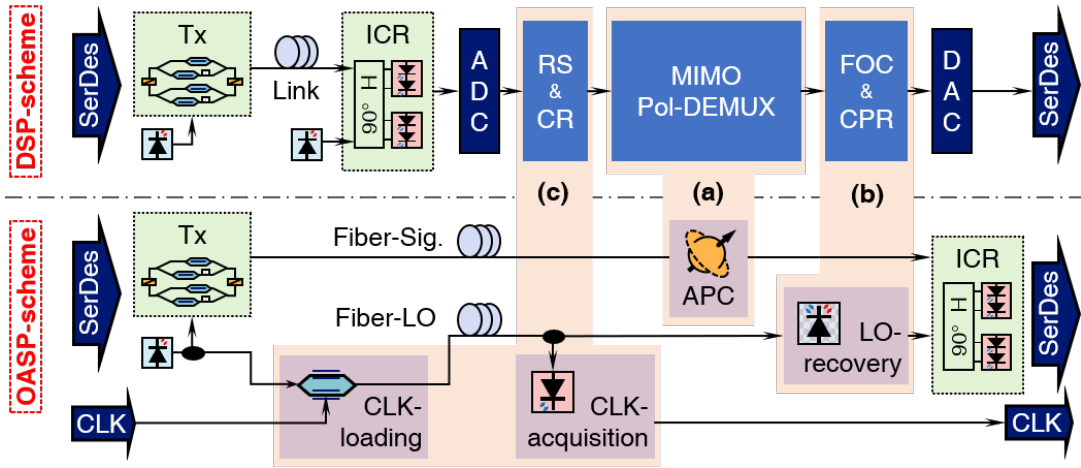 DSP-scheme
SerDes
Tx
Link
ICR
90° H
A
D
C
RS
&
CR
MIMO
Pol-DEMUX
FOC
&
CPR
D
A
C
SerDes
(c)
(a)
(b)
OASP-scheme
SerDes
Tx
Fiber-Sig.
APC
ICR
90° H
SerDes
Fiber-LO
LO-
recovery
CLK
CLK-
loading
CLK-
acquisition
CLK